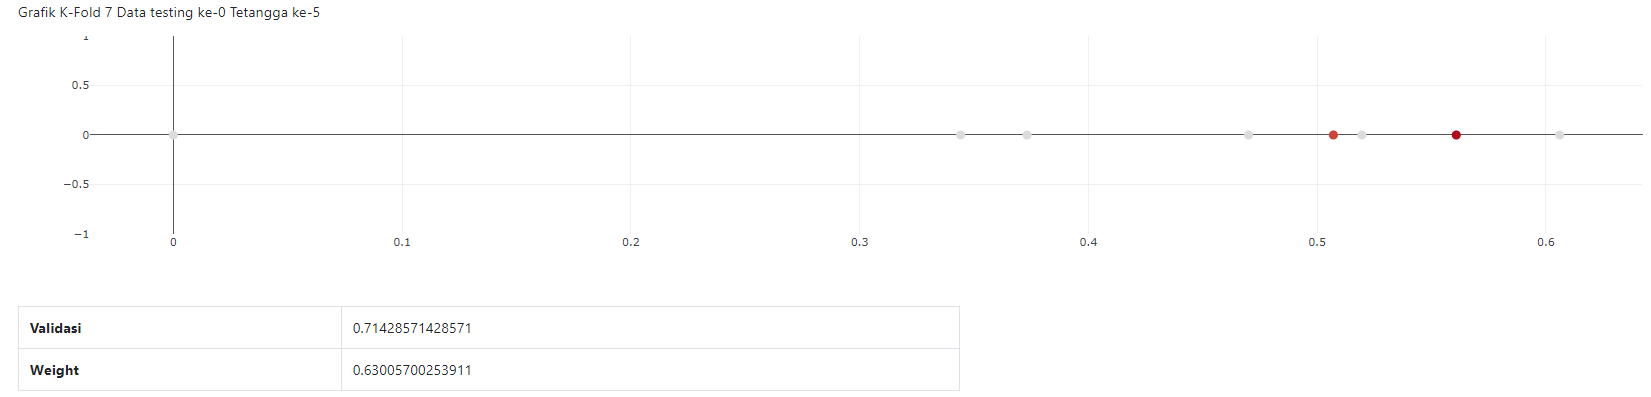 Grafik K-Fold 7 Data testing ke-0 Tetangga ke-5
1
0.5
0
−0.5
−1
0 0.1 0.2 0.3 0.4 0.5 0.6
Validasi 0.71428571428571
Weight 0.63005700253911